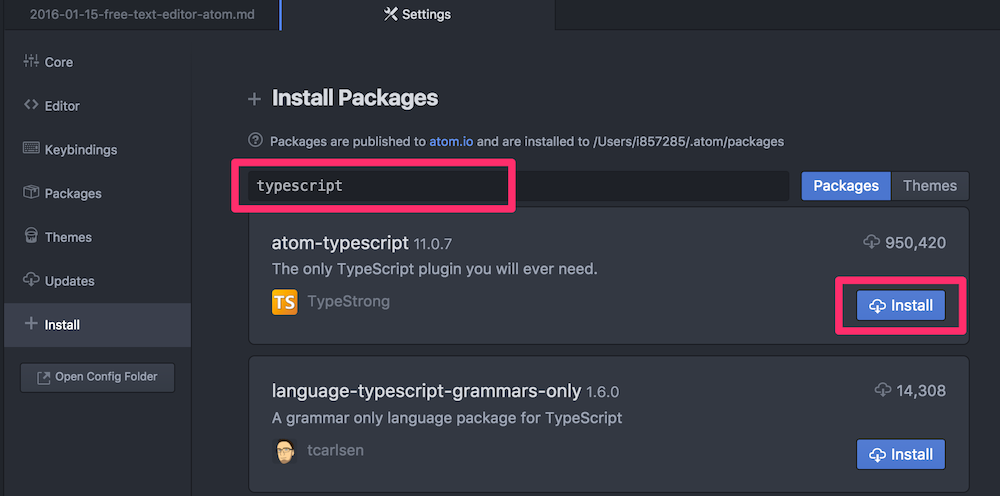 2016-01-15-free-text-editor-atom.md
Settings
Core
Editor
Keybindings
Packages
Themes
Updates
Install
Open Config Folder
Install Packages
Packages are published to atom.io and are installed to /Users/i857285/.atom/packages
typescript
Packages Themes
atom-typescript 11.0.7
950,420
The only TypeScript plugin you will ever need.
TS TypeStrong
Install
language-typescript-grammars-only 1.6.0
14,308
A grammar only language package for TypeScript
tcarlsen
Install